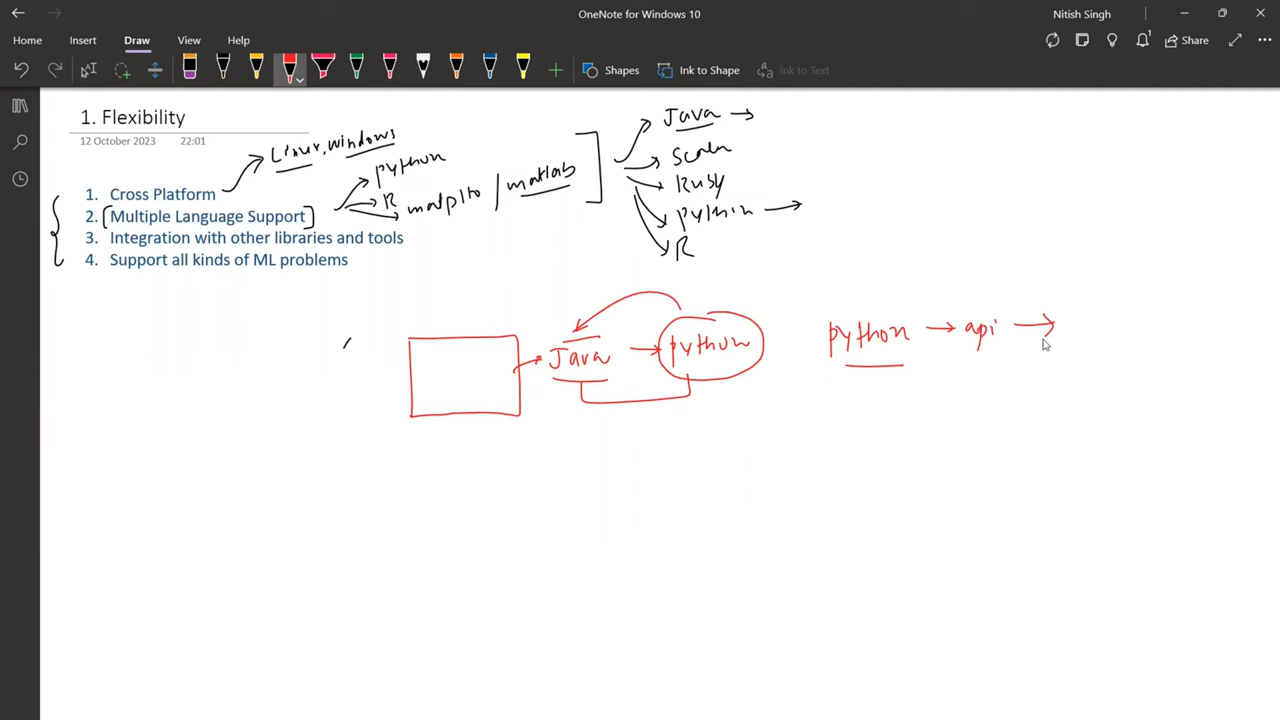 OneNote for Windows 10
Nitish Singh
Home Insert Draw View Help
Share
Shapes
Ink to Shape
Ink to Text
1. Flexibility
12 October 2023 22:01
Linux, windows
1. Cross Platform
2. Multiple Language Support
3. Integration with other libraries and tools
4. Support all kinds of ML problems
python
R
matplto / matlab
Java
Scala
Ruby
python
R
Java
python
python
api